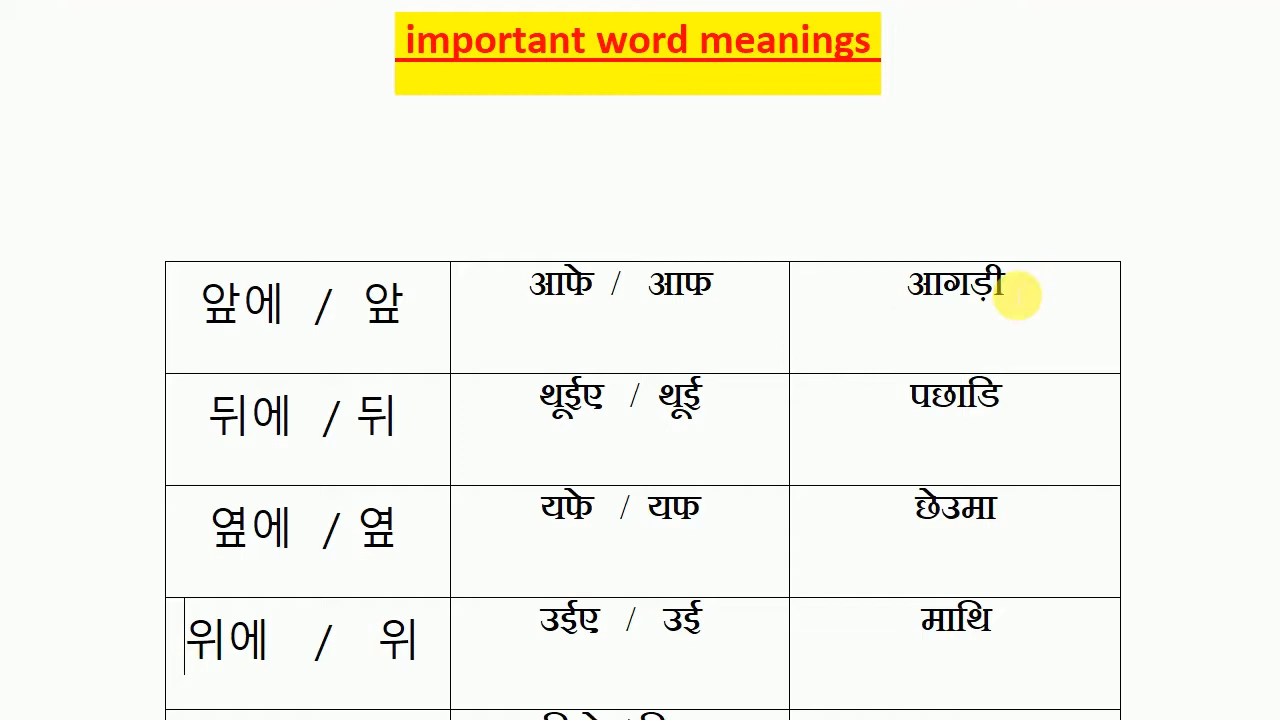 important word meanings
앞에 / 앞 आफे / आफ आगड़ी
뒤에 / 뒤 थूईए / थूई पछाडि
옆에 / 옆 यफे / यफ छेउमा
위에 / 위 उईए / उई माथि